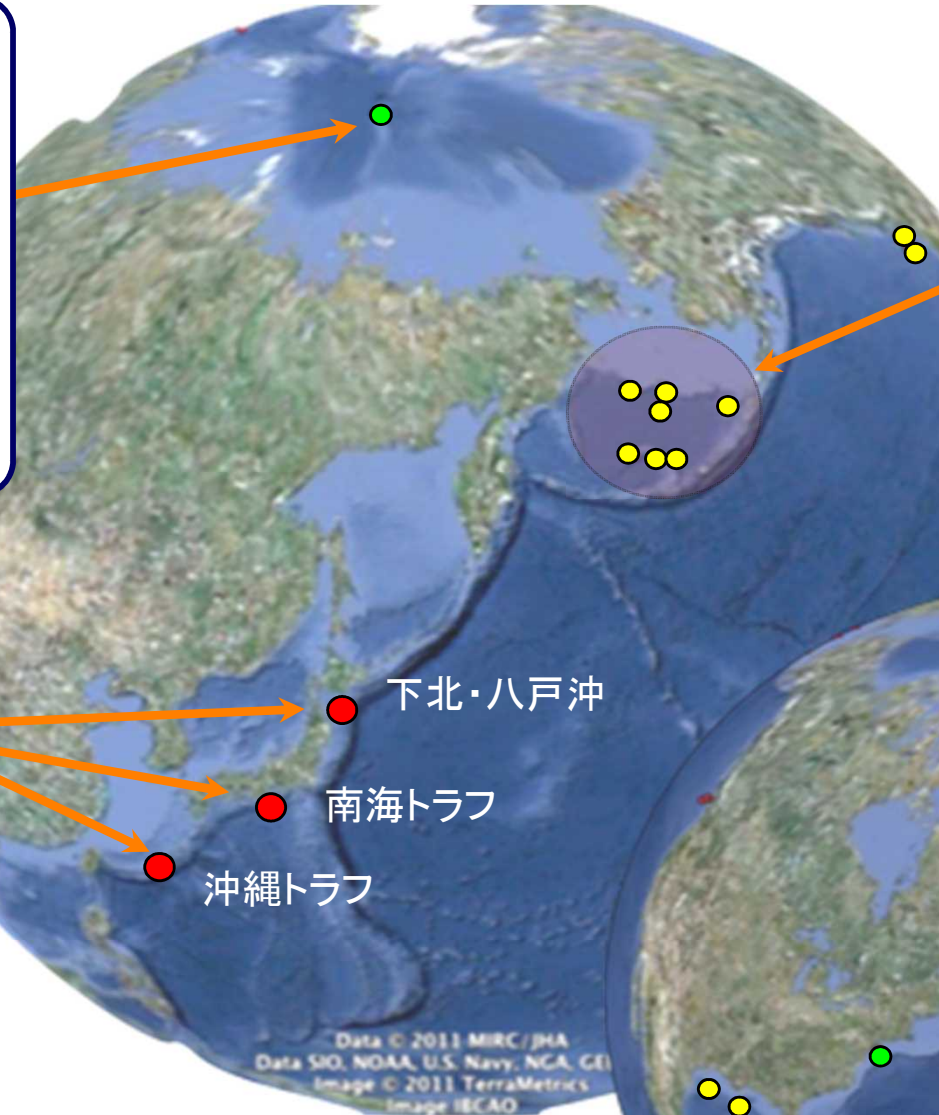 下北・八戸沖
南海トラフ
沖縄トラフ
Data © 2011 MIRC/JHA
Data SIO, NOAA, U.S. Navy, NGA, GE
Image © 2011 TerraMetrics
Image IBCAO